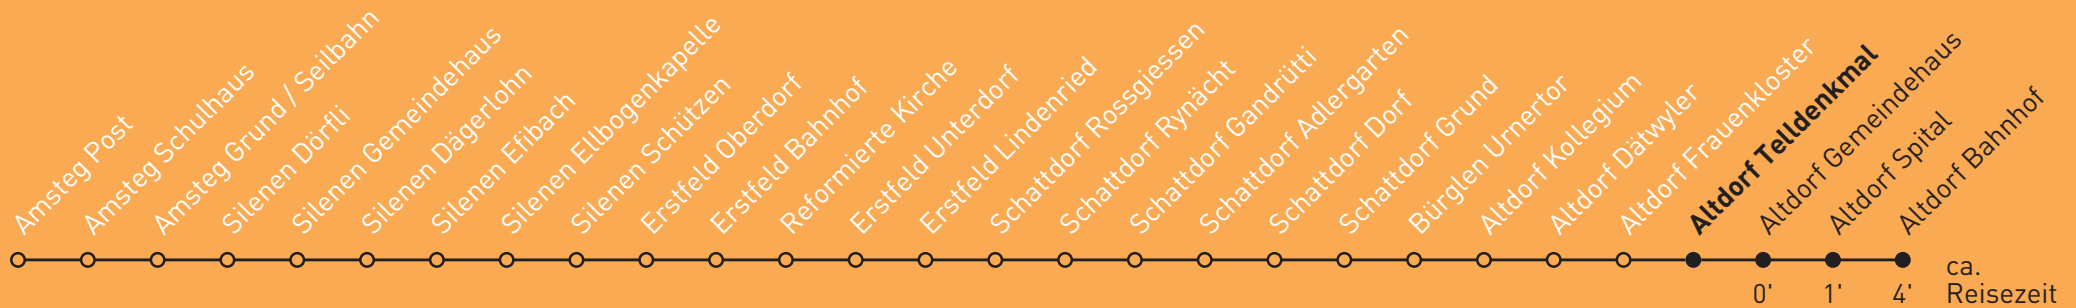 Amsteg Post
Amsteg Schulhaus
Amsteg Grund / Seilbahn
Silenen Dörfli
Silenen Gemeindehaus
Silenen Dägerlohn
Silenen Efibach
Silenen Ellbogenkapelle
Silenen Schützen
Erstfeld Oberdorf
Erstfeld Bahnhof
Reformierte Kirche
Erstfeld Unterdorf
Erstfeld Lindenried
Schattdorf Rossgiessen
Schattdorf Rynächt
Schattdorf Gandrütti
Schattdorf Adlergarten
Schattdorf Dorf
Schattdorf Grund
Bürglen Urnertor
Altdorf Kollegium
Altdorf Dätwyler
Altdorf Frauenkloster
Altdorf Telldenkmal
Altdorf Gemeindehaus
Altdorf Spital
Altdorf Bahnhof
ca.
0' 1' 4' Reisezeit